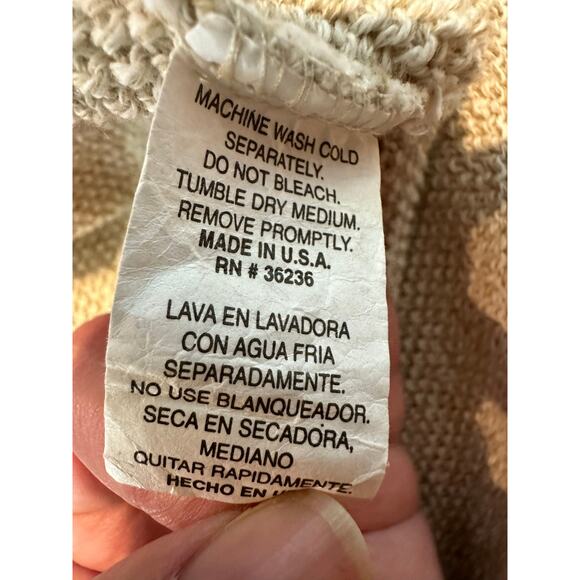 MACHINE WASH COLD
SEPARATELY.
DO NOT BLEACH.
TUMBLE DRY MEDIUM.
REMOVE PROMPTLY.
MADE IN U.S.A.
RN # 36236
LAVA EN LAVADORA
CON AGUA FRIA
SEPARADAMENTE.
NO USE BLANQUEADOR.
SECA EN SECADORA,
MEDIANO
QUITAR RAPIDAMENTE.
HECHO EN